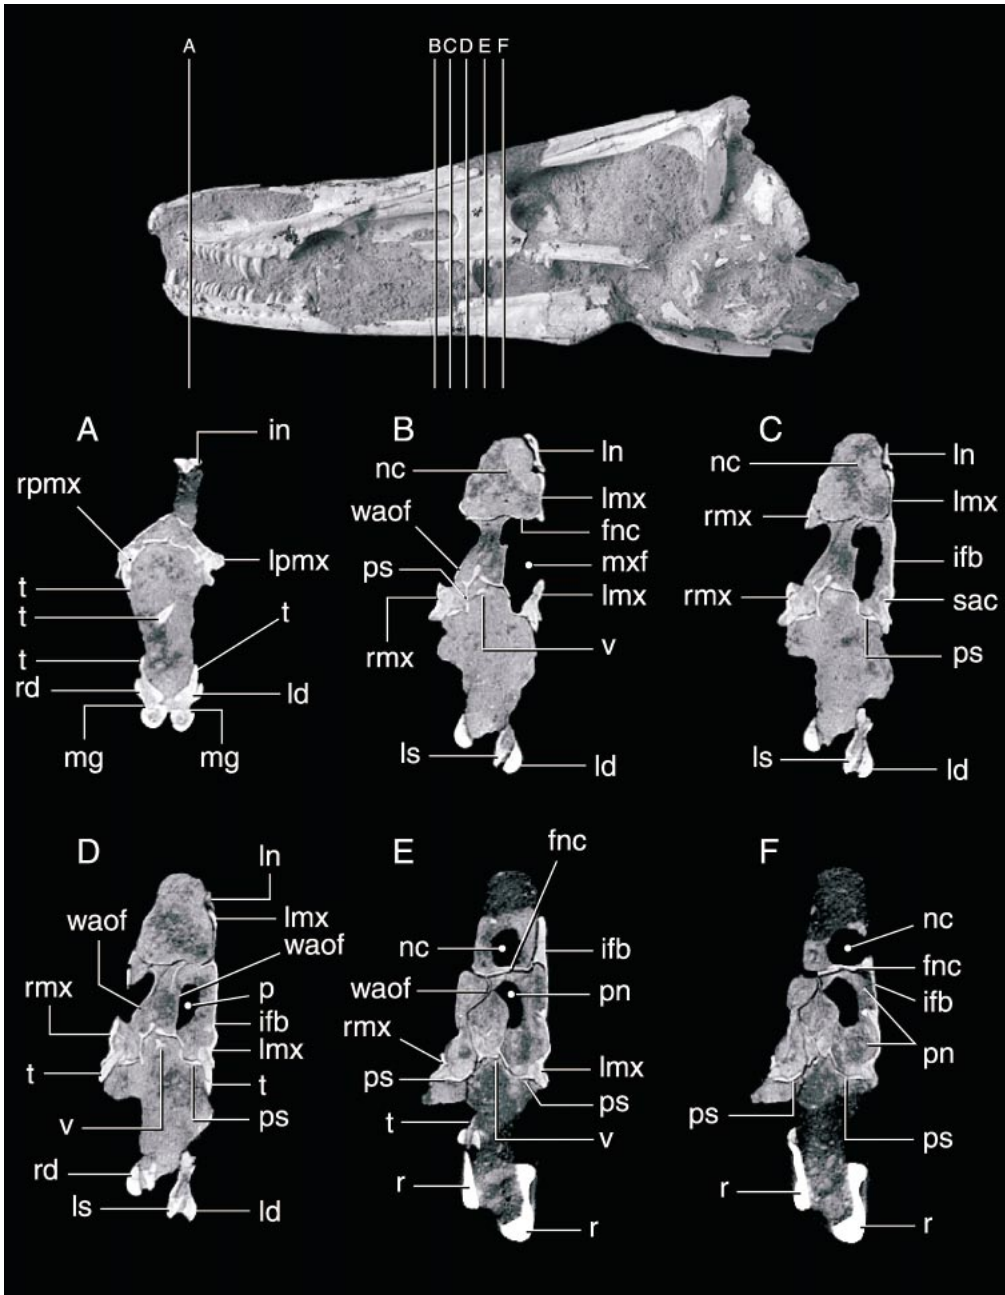 A
B C D E F
A
in
rpmx
lpmx
t
t
t
t
rd
ld
mg
mg
B
ln
nc
lmx
waof
fnc
ps
mxf
lmx
rmx
v
ls
ld
C
ln
nc
lmx
rmx
ifb
rmx
sac
ps
ls
ld
D
ln
waof
lmx
waof
rmx
p
ifb
lmx
t
t
v
ps
rd
ls
ld
E
fnc
nc
ifb
waof
pn
rmx
lmx
ps
ps
t
v
r
r
F
nc
fnc
ifb
pn
ps
ps
r
r